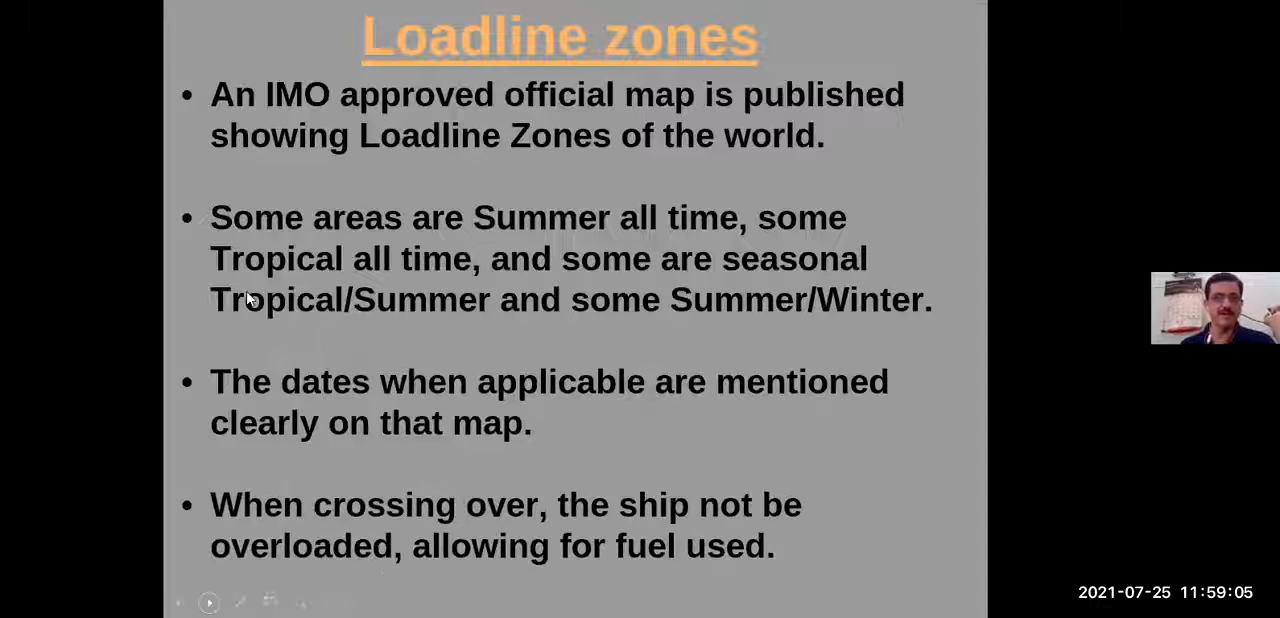 Loadline zones
• An IMO approved official map is published
showing Loadline Zones of the world.
• Some areas are Summer all time, some
Tropical all time, and some are seasonal
Tropical/Summer and some Summer/Winter.
• The dates when applicable are mentioned
clearly on that map.
• When crossing over, the ship not be
overloaded, allowing for fuel used.
2021-07-25 11:59:05